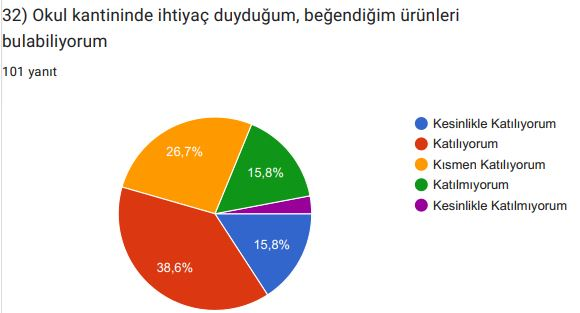 32) Okul kantininde ihtiyaç duyduğum, beğendiğim ürünleri
bulabiliyorum
101 yanıt
Kesinlikle Katılıyorum
Katılıyorum
Kısmen Katılıyorum
Katılmıyorum
Kesinlikle Katılmıyorum
26,7%
15,8%
15,8%
38,6%